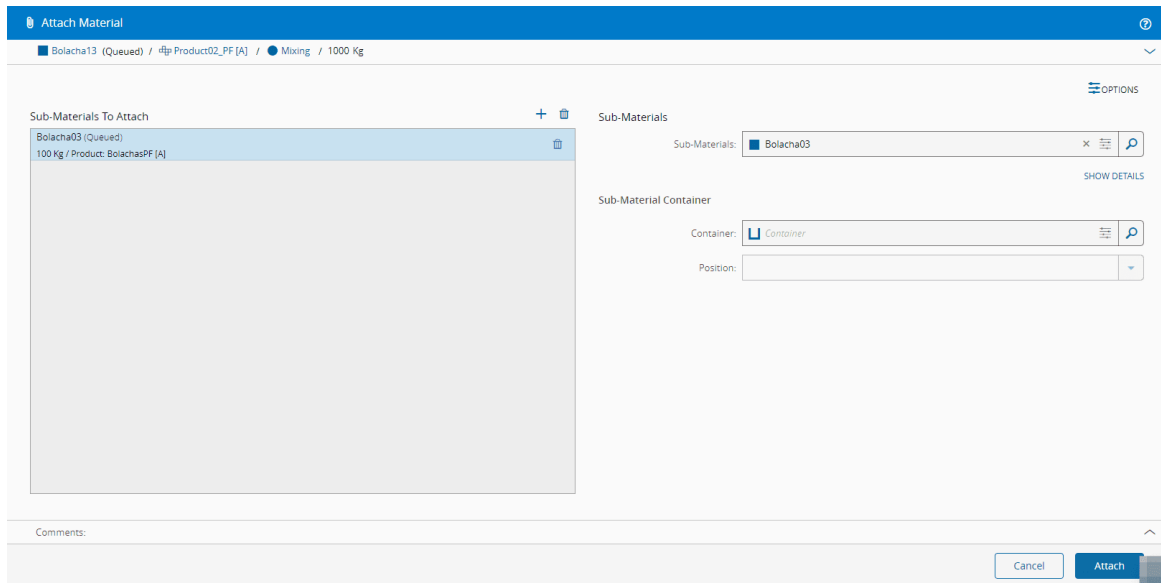 Attach Material
Bolacha13 (Queued) / Product02_PF [A] / Mixing / 1000 Kg
OPTIONS
Sub-Materials To Attach
Bolacha03 (Queued)
100 Kg / Product: BolachasPF [A]
Sub-Materials
Sub-Materials: Bolacha03
SHOW DETAILS
Sub-Material Container
Container: Container
Position:
Comments:
Cancel Attach